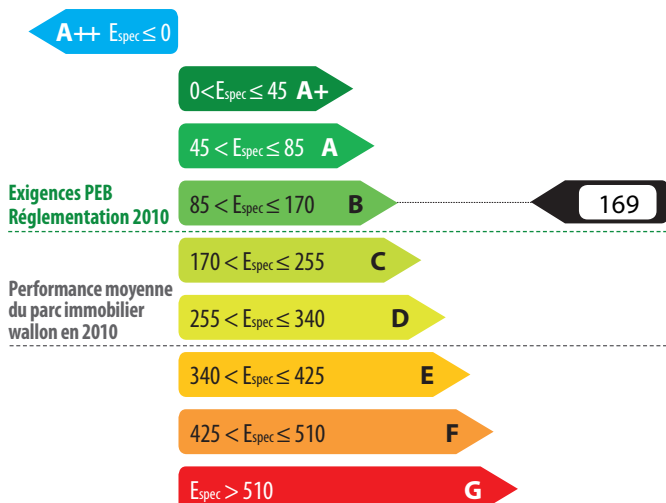 A++ Espec ≤ 0
0<Espec ≤ 45 A+
45 < Espec ≤ 85 A
Exigences PEB
Réglementation 2010
85 < Espec ≤ 170 B
169
170 < Espec ≤ 255 C
Performance moyenne
du parc immobilier
wallon en 2010
255 < Espec ≤ 340 D
340 < Espec ≤ 425 E
425 < Espec ≤ 510 F
Espec > 510 G